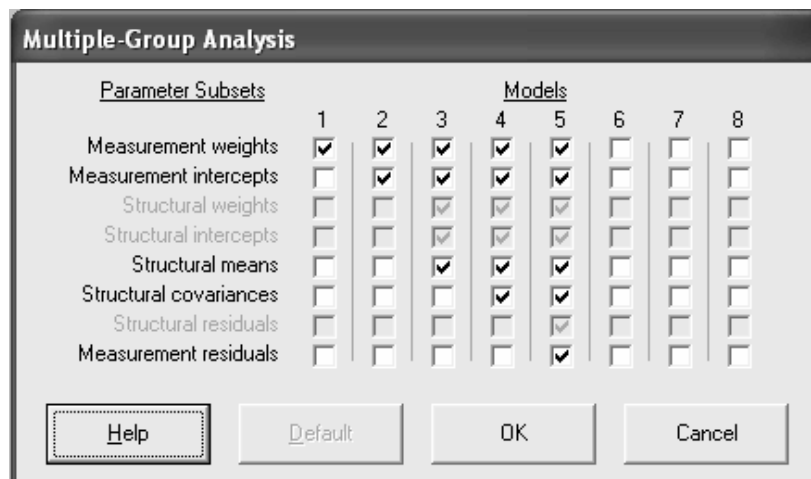 Multiple-Group Analysis
Parameter Subsets Models
1 2 3 4 5 6 7 8
Measurement weights
Measurement intercepts
Structural weights
Structural intercepts
Structural means
Structural covariances
Structural residuals
Measurement residuals
Help Default OK Cancel